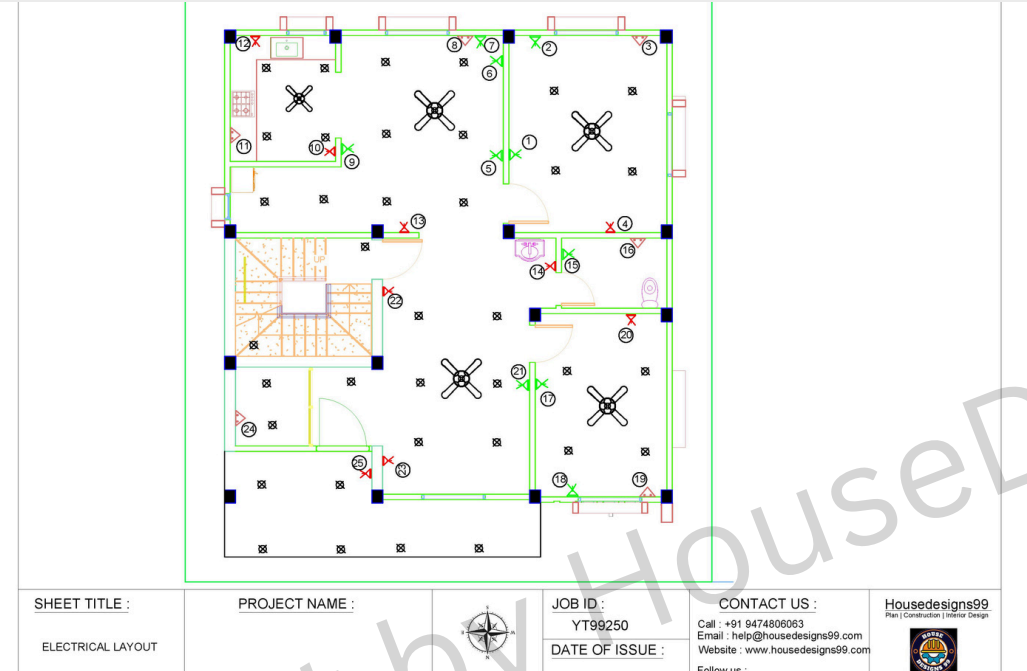 12
8
7
2
3
6
11
10
9
5
1
13
4
UP
14
15
16
22
20
21
17
24
25
23
18
19
by HouseD
SHEET TITLE :
ELECTRICAL LAYOUT
PROJECT NAME :
JOB ID :
YT99250
DATE OF ISSUE :
CONTACT US :
Call : +91 9474806063
Email : help@housedesigns99.com
Website : www.housedesigns99.com
Follow us :
Housedesigns99
Plan | Construction | Interior Design
HOUSE
DESIGNS 99